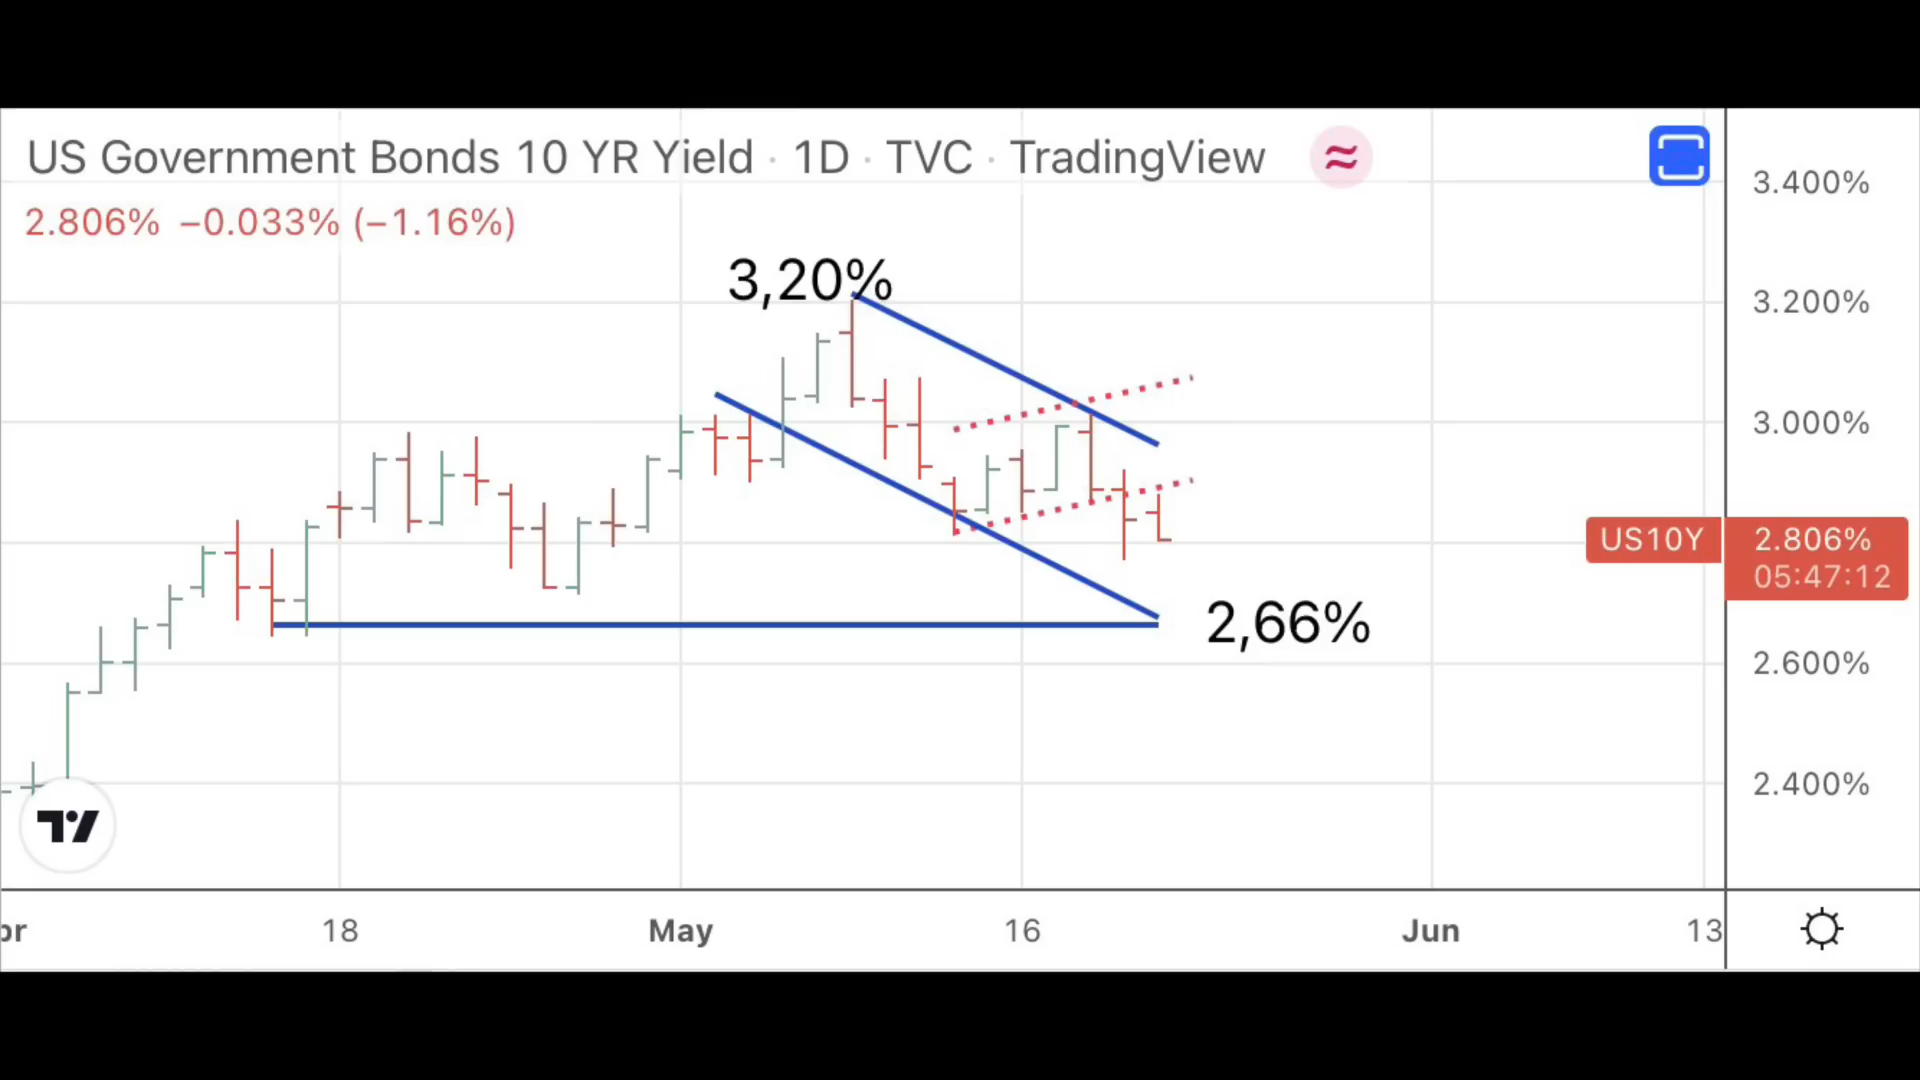 US Government Bonds 10 YR Yield · 1D · TVC · TradingView ≈
2.806% −0.033% (−1.16%)
3.400%
3,20%
3.200%
3.000%
US10Y 2.806%
05:47:12
2,66%
2.600%
2.400%
pr 18 May 16 Jun 13